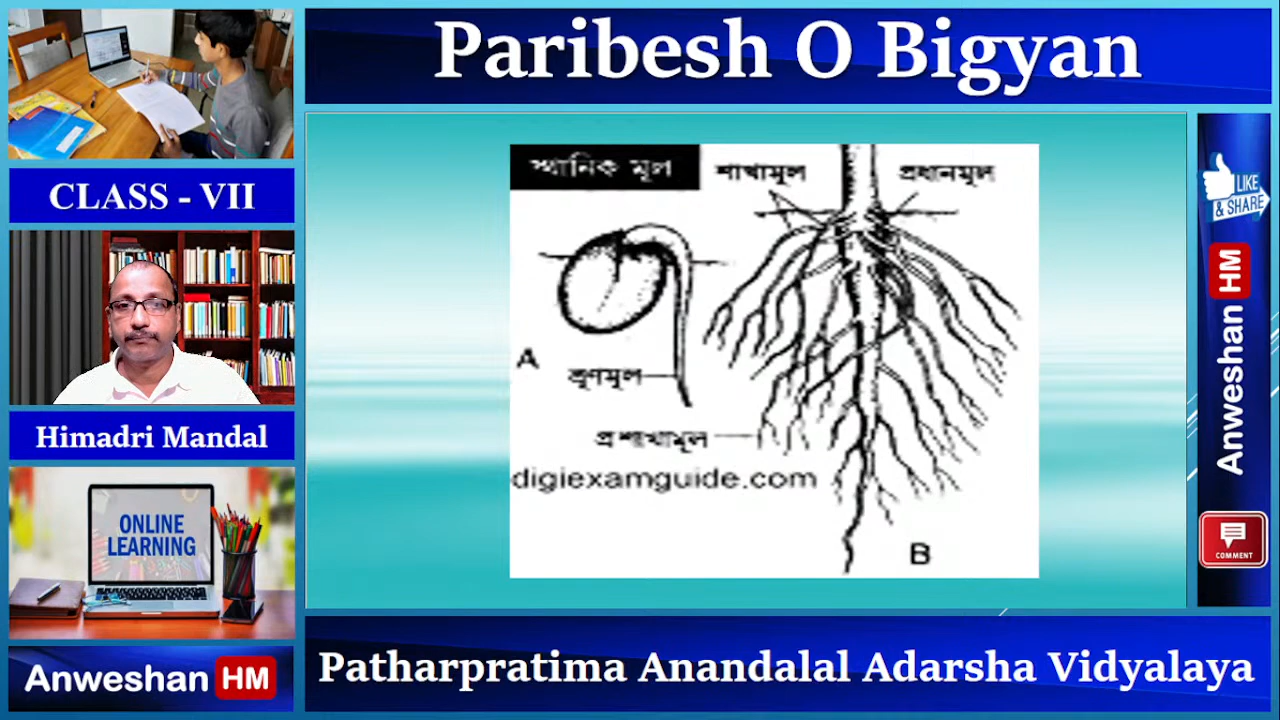 Paribesh O Bigyan
CLASS - VII
Himadri Mandal
ONLINE
LEARNING
Anweshan HM
স্থানিক মূল
শাখামূল
প্রধানমূল
A
ভ্রূণমূল
প্রশাখামূল
digiexamguide.com
B
LIKE
& SHARE
Anweshan HM
COMMENT
Patharpratima Anandalal Adarsha Vidyalaya